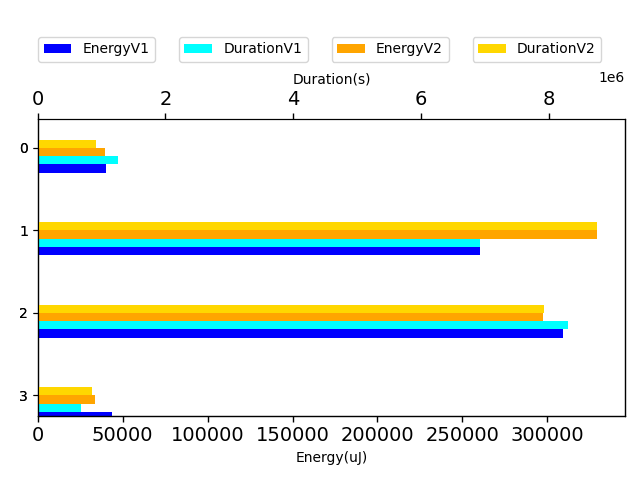 EnergyV1 DurationV1 EnergyV2 DurationV2
Duration(s)
1e6
0 2 4 6 8
0
1
2
3
0 50000 100000 150000 200000 250000 300000
Energy(uJ)